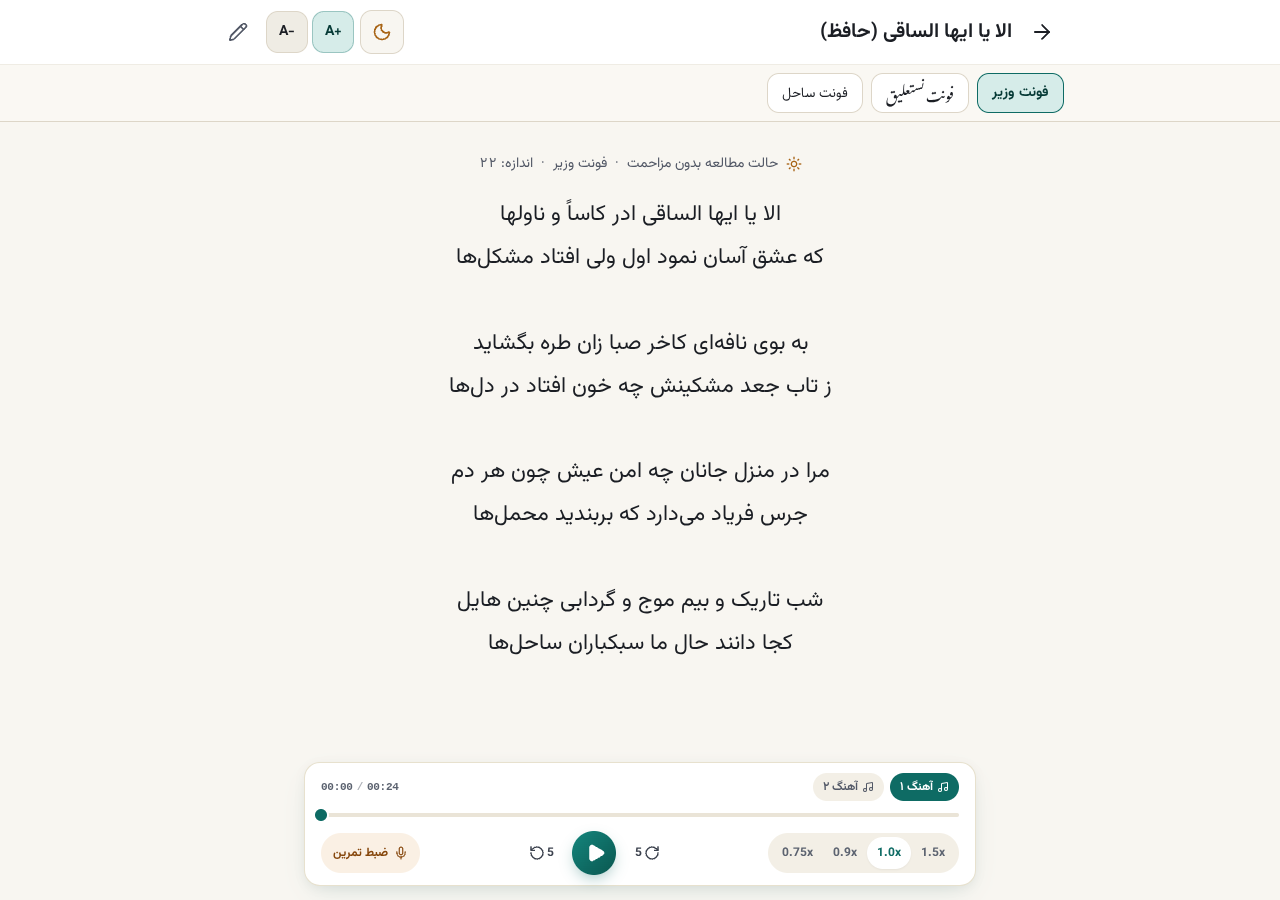 الا یا ایها الساقی (حافظ)
A+
A-
فونت وزیر
فونت نستعلیق
فونت ساحل
حالت مطالعه بدون مزاحمت · فونت وزیر · اندازه: ۲۲
الا یا ایها الساقی ادر کاساً و ناولها
که عشق آسان نمود اول ولی افتاد مشکل‌ها
به بوی نافه‌ای کاخر صبا زان طره بگشاید
ز تاب جعد مشکینش چه خون افتاد در دل‌ها
مرا در منزل جانان چه امن عیش چون هر دم
جرس فریاد می‌دارد که بربندید محمل‌ها
شب تاریک و بیم موج و گردابی چنین هایل
کجا دانند حال ما سبکباران ساحل‌ها
آهنگ ۱
آهنگ ۲
00:00 / 00:24
0.75x 0.9x 1.0x 1.5x
5
5
ضبط تمرین